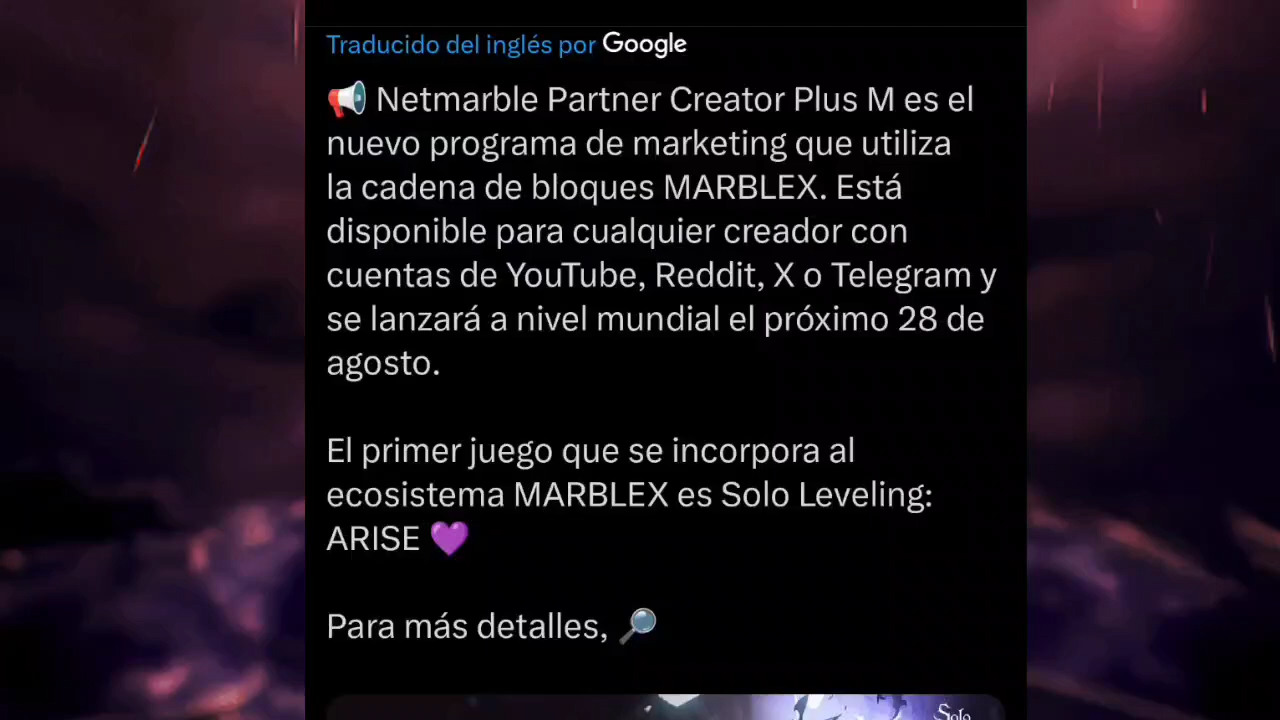 Traducido del inglés por Google
📢 Netmarble Partner Creator Plus M es el
nuevo programa de marketing que utiliza
la cadena de bloques MARBLEX. Está
disponible para cualquier creador con
cuentas de YouTube, Reddit, X o Telegram y
se lanzará a nivel mundial el próximo 28 de
agosto.
El primer juego que se incorpora al
ecosistema MARBLEX es Solo Leveling:
ARISE 💜
Para más detalles, 🔎
Solo